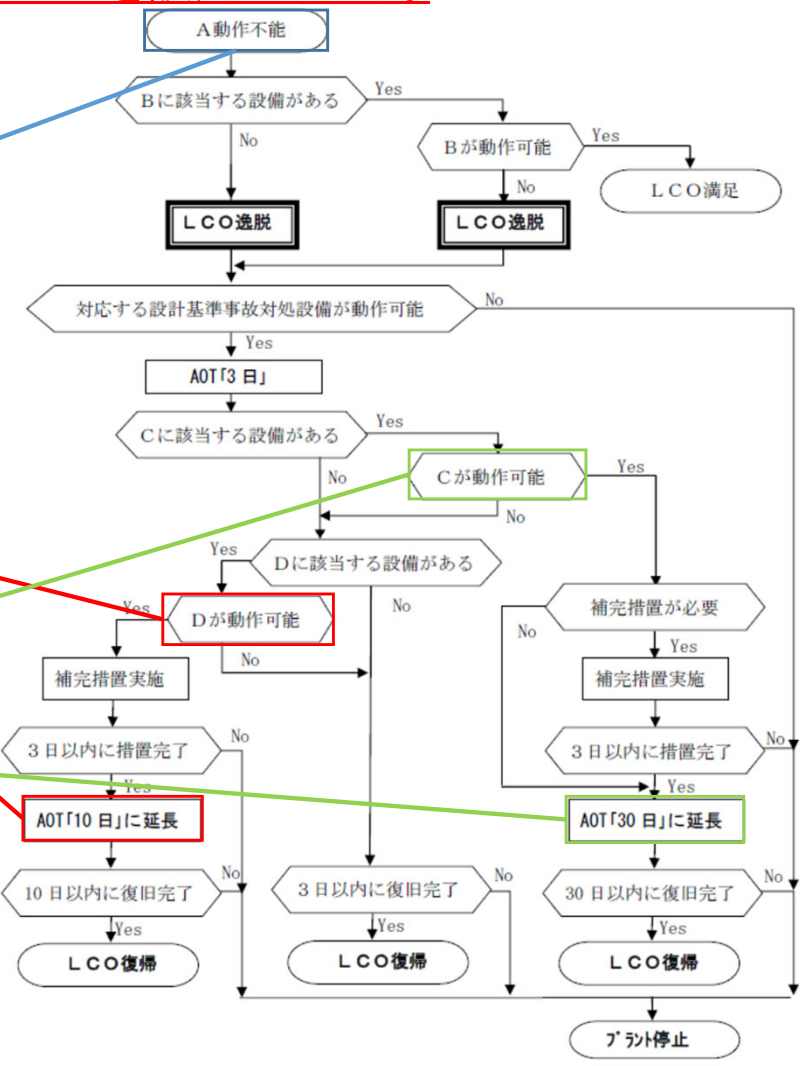 A動作不能
Bに該当する設備がある
Yes
No
Bが動作可能
Yes
No
LCO満足
LCO逸脱
LCO逸脱
対応する設計基準事故対処設備が動作可能
No
Yes
AOT「3 日」
Cに該当する設備がある
Yes
No
Cが動作可能
Yes
No
Dに該当する設備がある
Yes
No
Dが動作可能
Yes
No
補完措置が必要
No
Yes
補完措置実施
補完措置実施
3日以内に措置完了
No
Yes
3日以内に措置完了
No
Yes
AOT「10 日」に延長
AOT「30 日」に延長
10 日以内に復旧完了
No
Yes
3日以内に復旧完了
No
Yes
30 日以内に復旧完了
No
Yes
LCO復帰
LCO復帰
LCO復帰
プラント停止